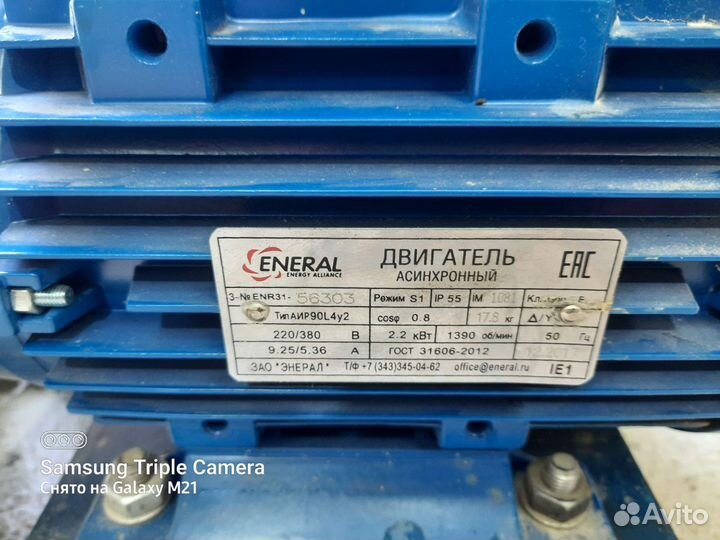 ENERAL
ENERGY ALLIANCE
ДВИГАТЕЛЬ
АСИНХРОННЫЙ
EAC
З-№ ENR31- 56303 Режим S1 IP 55 IM 1081 Кл.
Тип АИР90L4у2 cosφ 0.8 17.8 кг Δ/Y
220/380 В 2.2 кВт 1390 об/мин 50 Гц
9.25/5.36 А ГОСТ 31606-2012
ЗАО "ЭНЕРАЛ" Т/Ф +7 (343)345-04-62 office@eneral.ru IE1
Samsung Triple Camera
Снято на Galaxy M21
Avito